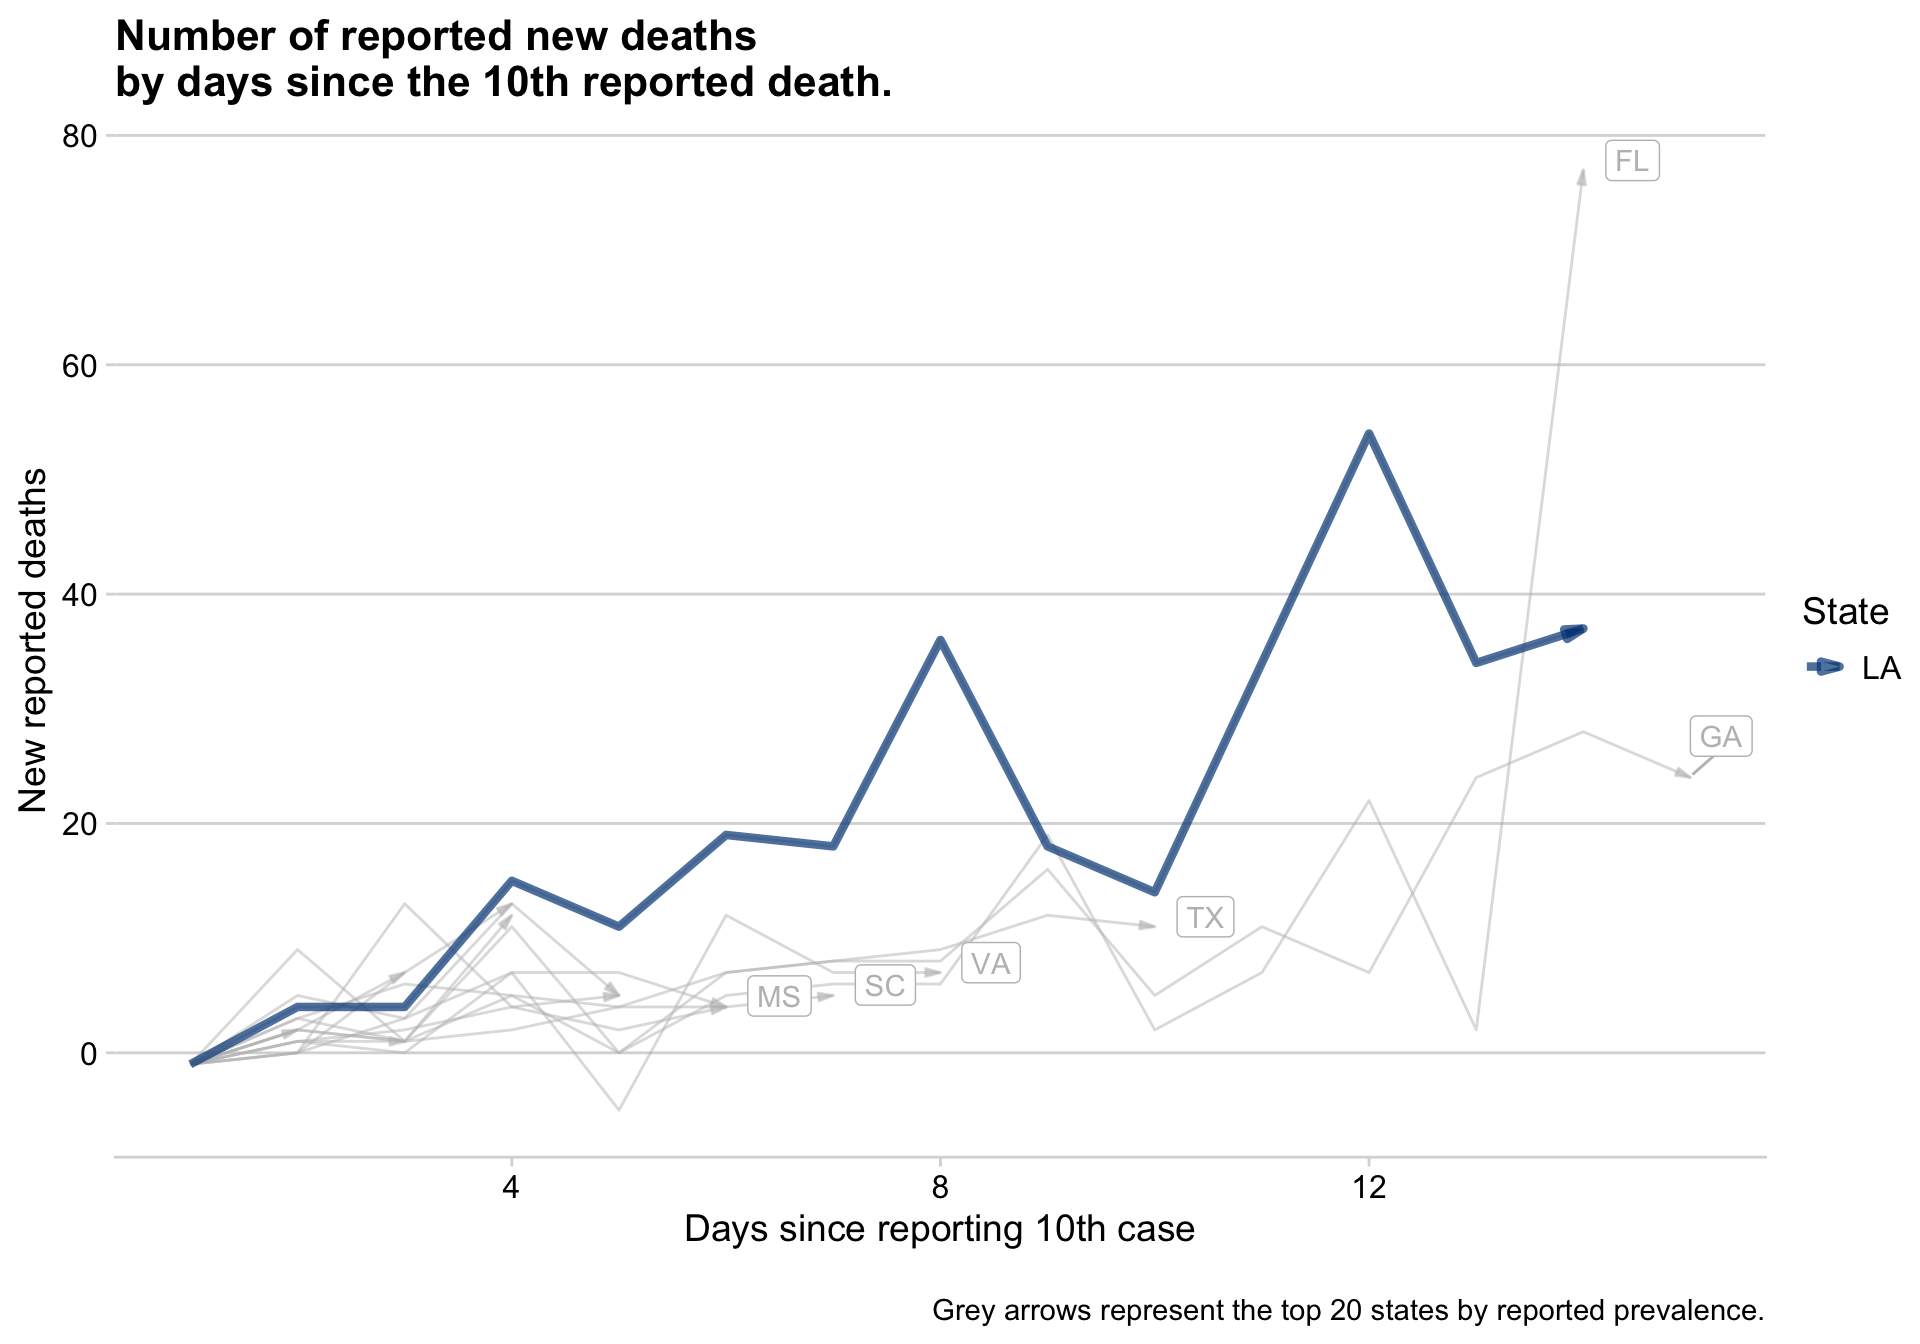 Number of reported new deaths
by days since the 10th reported death.
80
60
40
20
0
New reported deaths
FL
GA
TX
VA
SC
MS
State
LA
4
8
12
Days since reporting 10th case
Grey arrows represent the top 20 states by reported prevalence.